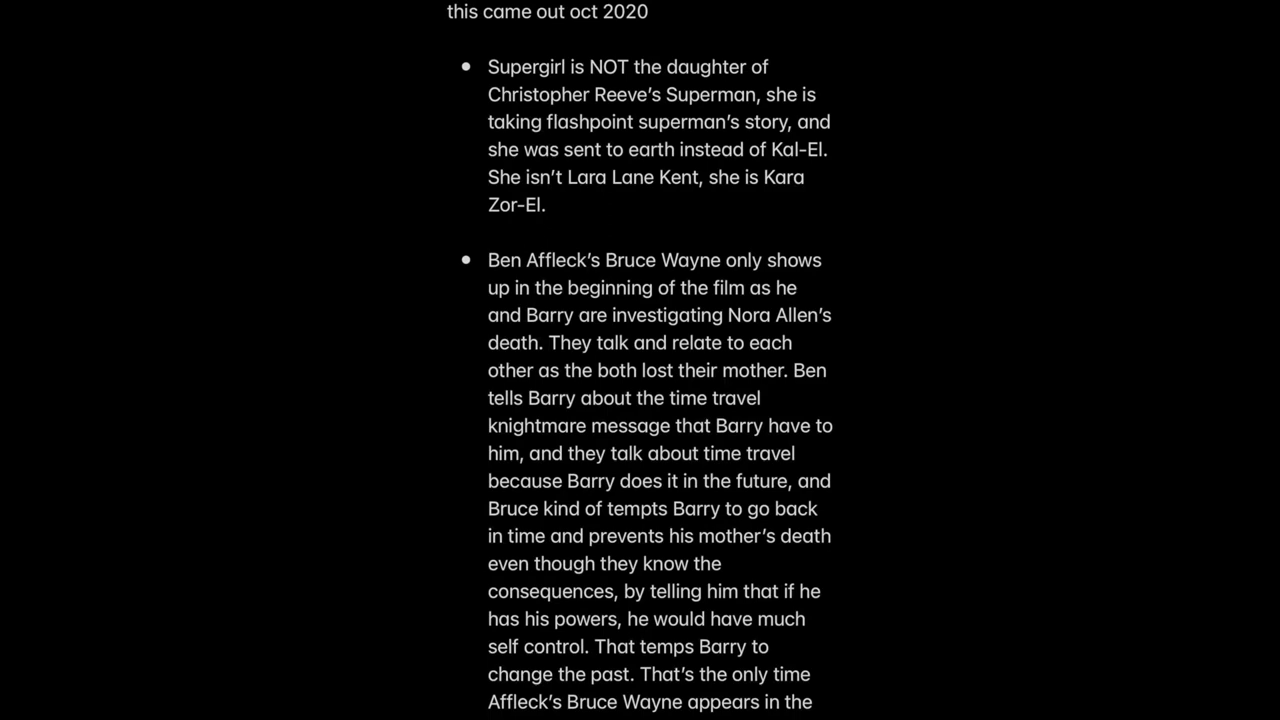 this came out oct 2020
• Supergirl is NOT the daughter of
Christopher Reeve’s Superman, she is
taking flashpoint superman’s story, and
she was sent to earth instead of Kal-El.
She isn’t Lara Lane Kent, she is Kara
Zor-El.
• Ben Affleck’s Bruce Wayne only shows
up in the beginning of the film as he
and Barry are investigating Nora Allen’s
death. They talk and relate to each
other as the both lost their mother. Ben
tells Barry about the time travel
knightmare message that Barry have to
him, and they talk about time travel
because Barry does it in the future, and
Bruce kind of tempts Barry to go back
in time and prevents his mother’s death
even though they know the
consequences, by telling him that if he
has his powers, he would have much
self control. That temps Barry to
change the past. That’s the only time
Affleck’s Bruce Wayne appears in the